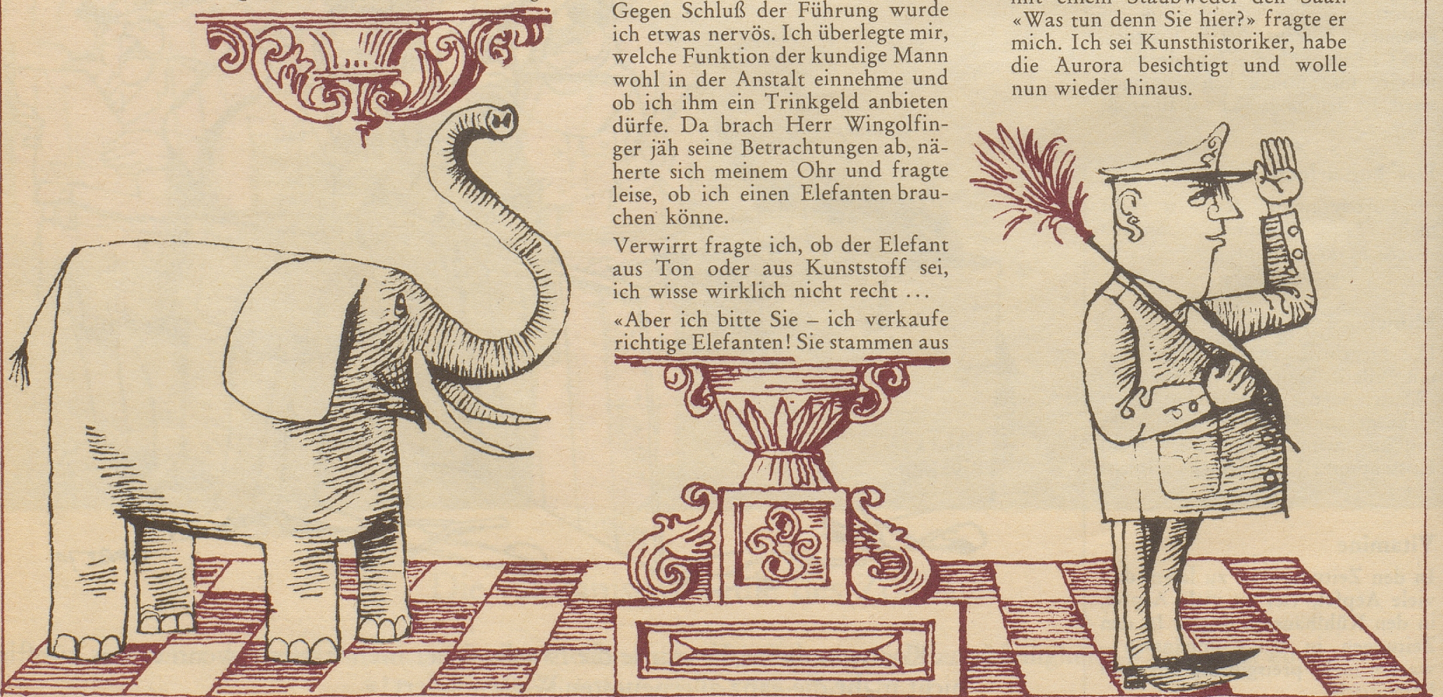 Gegen Schluß der Führung wurde
ich etwas nervös. Ich überlegte mir,
welche Funktion der kundige Mann
wohl in der Anstalt einnehme und
ob ich ihm ein Trinkgeld anbieten
dürfe. Da brach Herr Wingolfin-
ger jäh seine Betrachtungen ab, nä-
herte sich meinem Ohr und fragte
leise, ob ich einen Elefanten brau-
chen könne.
Verwirrt fragte ich, ob der Elefant
aus Ton oder aus Kunststoff sei,
ich wisse wirklich nicht recht ...
«Aber ich bitte Sie – ich verkaufe
richtige Elefanten! Sie stammen aus
mit einem Staubwedel den Saal.
«Was tun denn Sie hier?» fragte er
mich. Ich sei Kunsthistoriker, habe
die Aurora besichtigt und wolle
nun wieder hinaus.